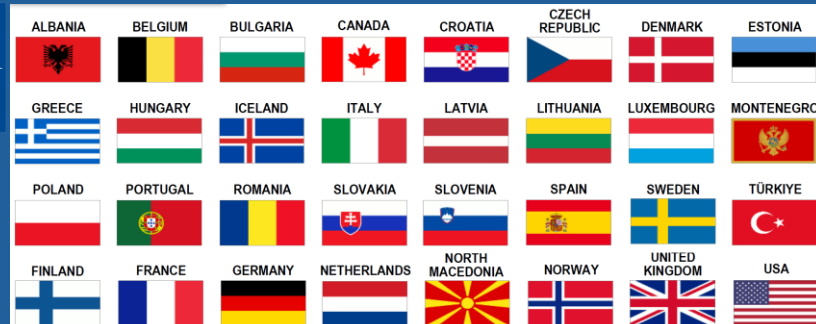 ALBANIA
BELGIUM
BULGARIA
CANADA
CROATIA
CZECH
REPUBLIC
DENMARK
ESTONIA
GREECE
HUNGARY
ICELAND
ITALY
LATVIA
LITHUANIA
LUXEMBOURG
MONTENEGRO
POLAND
PORTUGAL
ROMANIA
SLOVAKIA
SLOVENIA
SPAIN
SWEDEN
TÜRKIYE
FINLAND
FRANCE
GERMANY
NETHERLANDS
NORTH
MACEDONIA
NORWAY
UNITED
KINGDOM
USA